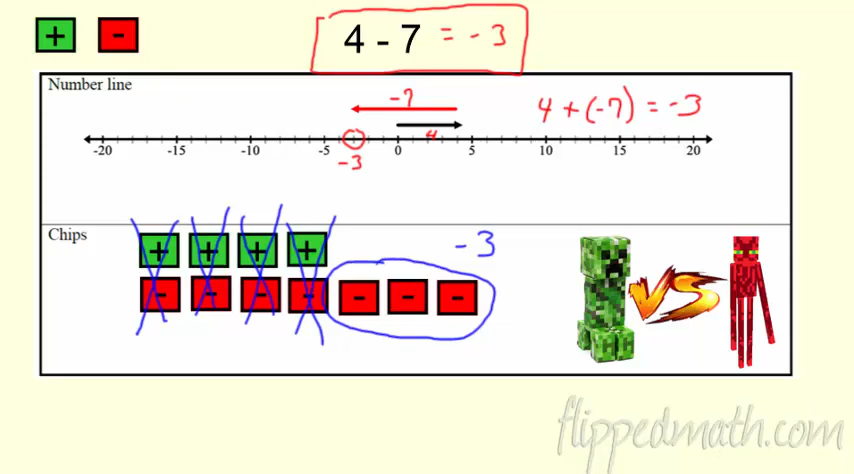 + -
4 - 7 = -3
Number line
-7
4 + (-7) = -3
4
-20 -15 -10 -5 0 5 10 15 20
-3
Chips
-3
+ + + +
- - - - - - -
VS
flippedmath.com